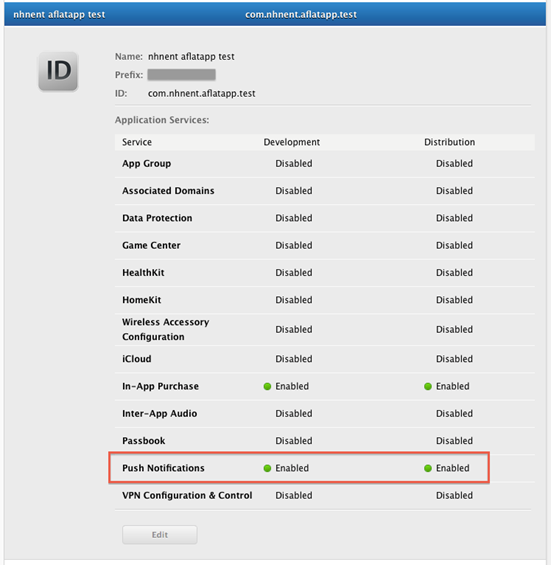 nhnent aflatapp test com.nhnent.aflatapp.test
ID
Name: nhnent aflatapp test
Prefix:
ID: com.nhnent.aflatapp.test
Application Services:
Service Development Distribution
App Group Disabled Disabled
Associated Domains Disabled Disabled
Data Protection Disabled Disabled
Game Center Disabled Disabled
HealthKit Disabled Disabled
HomeKit Disabled Disabled
Wireless Accessory
Configuration Disabled Disabled
iCloud Disabled Disabled
In-App Purchase Enabled Enabled
Inter-App Audio Disabled Disabled
Passbook Disabled Disabled
Push Notifications Enabled Enabled
VPN Configuration & Control Disabled Disabled
Edit